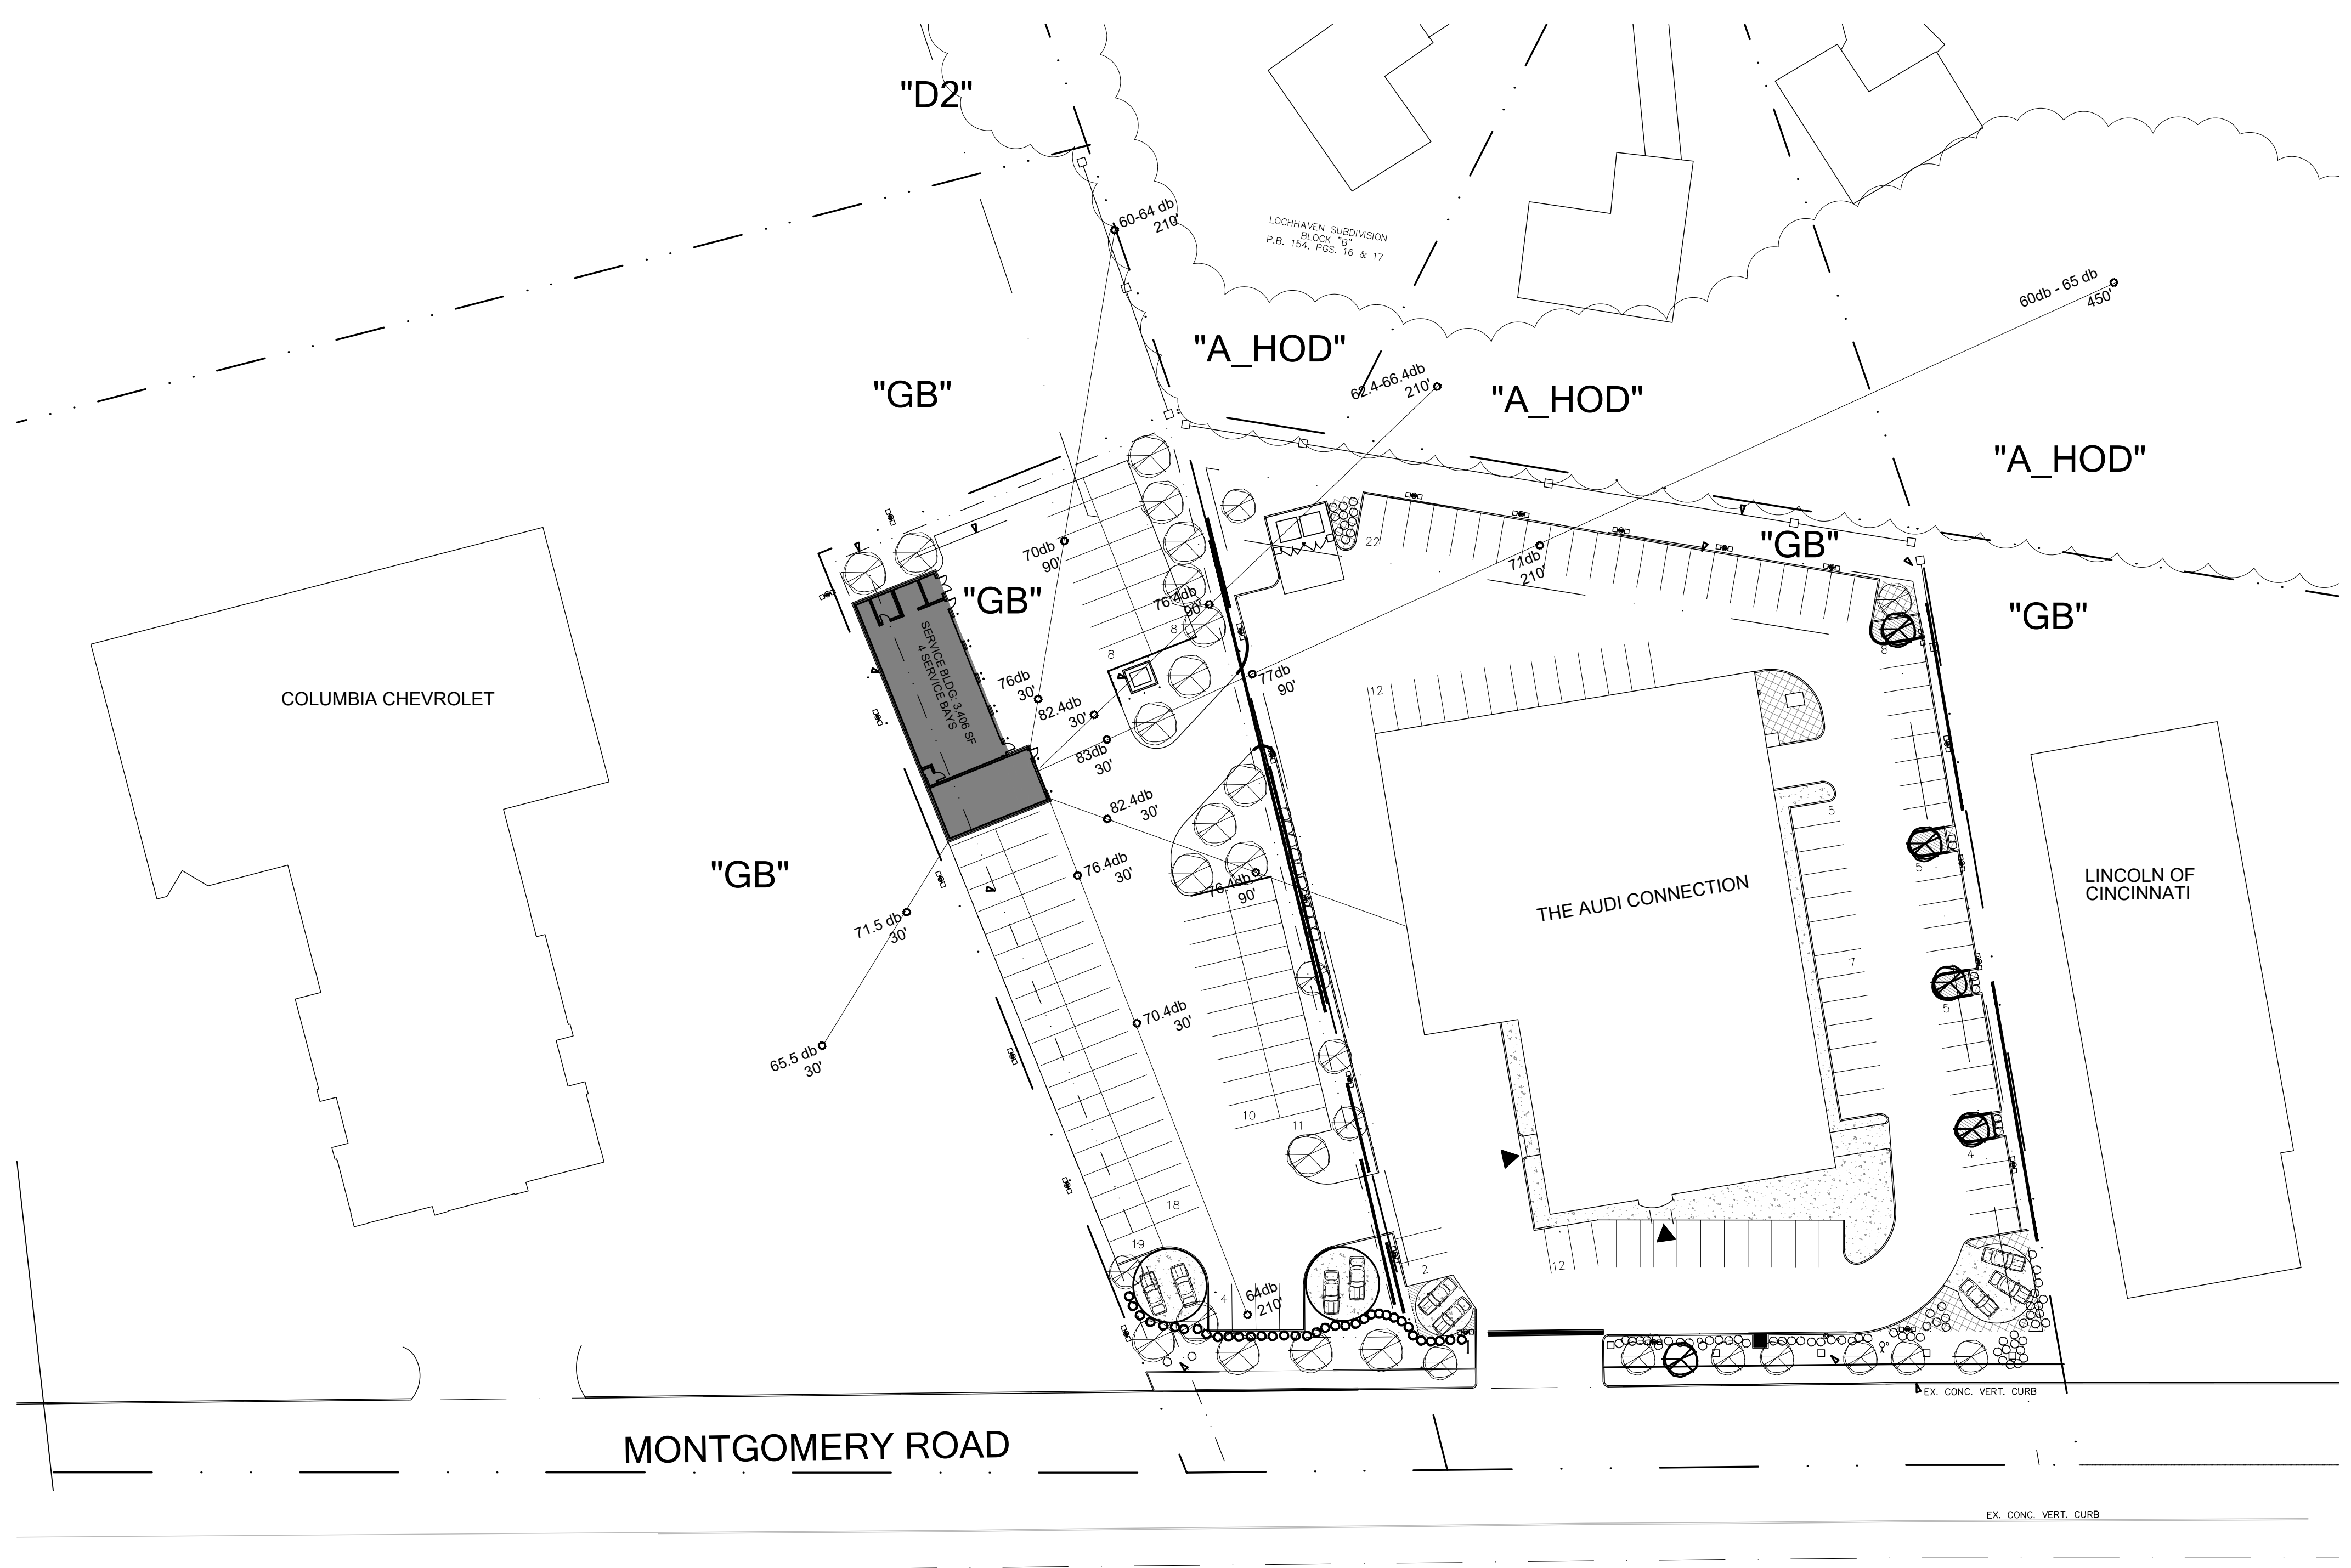 "D2"
60-64 db
210'
LOCHHAVEN SUBDIVISION
BLOCK "B"
P.B. 154, PGS. 16 & 17
60db - 65 db
450'
"A_HOD"
62.4-66.4db
210'
"GB"
"A_HOD"
"A_HOD"
70db
90'
22
71db
210'
"GB"
"GB"
76.4db
90'
"GB"
8
8
8
SERVICE BLDG: 3,406 SF
4 SERVICE BAYS
COLUMBIA CHEVROLET
76db
30'
77db
90'
12
82.4db
30'
83db
30'
82.4db
30'
5
"GB"
76.4db
30'
5
76.4db
90'
THE AUDI CONNECTION
LINCOLN OF
CINCINNATI
71.5 db
30'
7
70.4db
30'
5
65.5 db
30'
10
11
4
18
19
2
12
4
64db
210'
EX. CONC. VERT. CURB
MONTGOMERY ROAD
EX. CONC. VERT. CURB